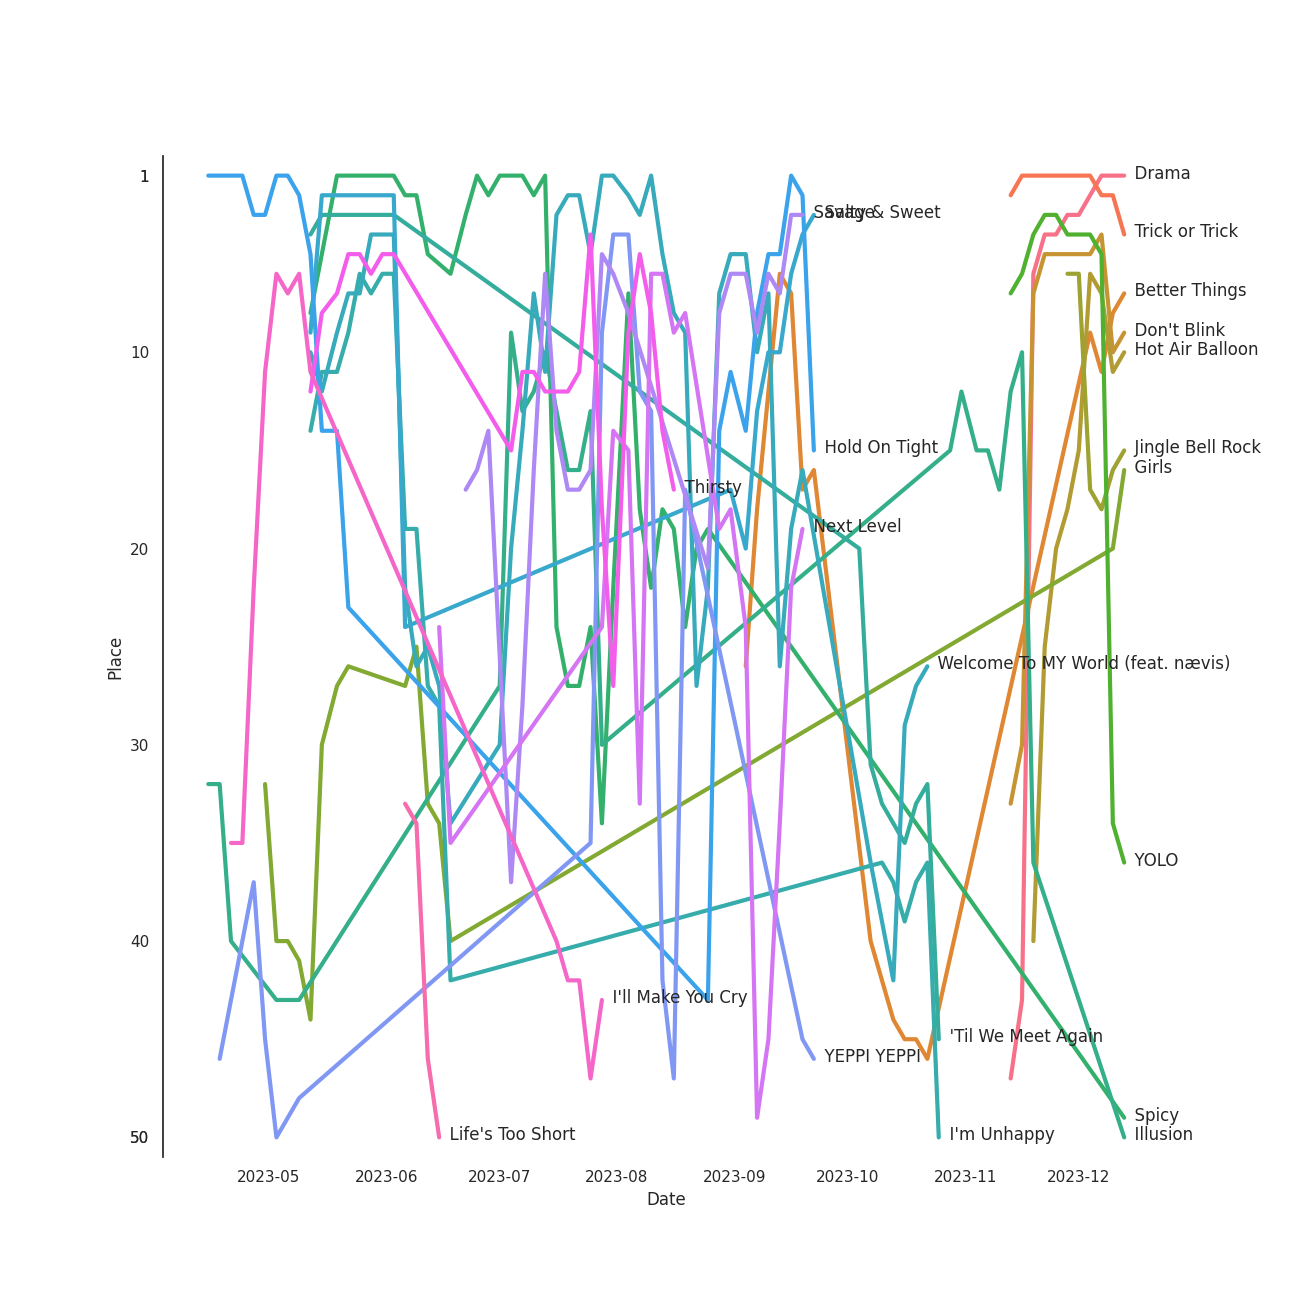 1
10
20
30
40
50
Place
2023-05
2023-06
2023-07
2023-08
2023-09
2023-10
2023-11
2023-12
Date
Drama
Savage
Salty & Sweet
Trick or Trick
Better Things
Don't Blink
Hot Air Balloon
Hold On Tight
Jingle Bell Rock
Girls
Thirsty
Next Level
Welcome To MY World (feat. nævis)
YOLO
I'll Make You Cry
'Til We Meet Again
YEPPI YEPPI
Spicy
Life's Too Short
I'm Unhappy
Illusion